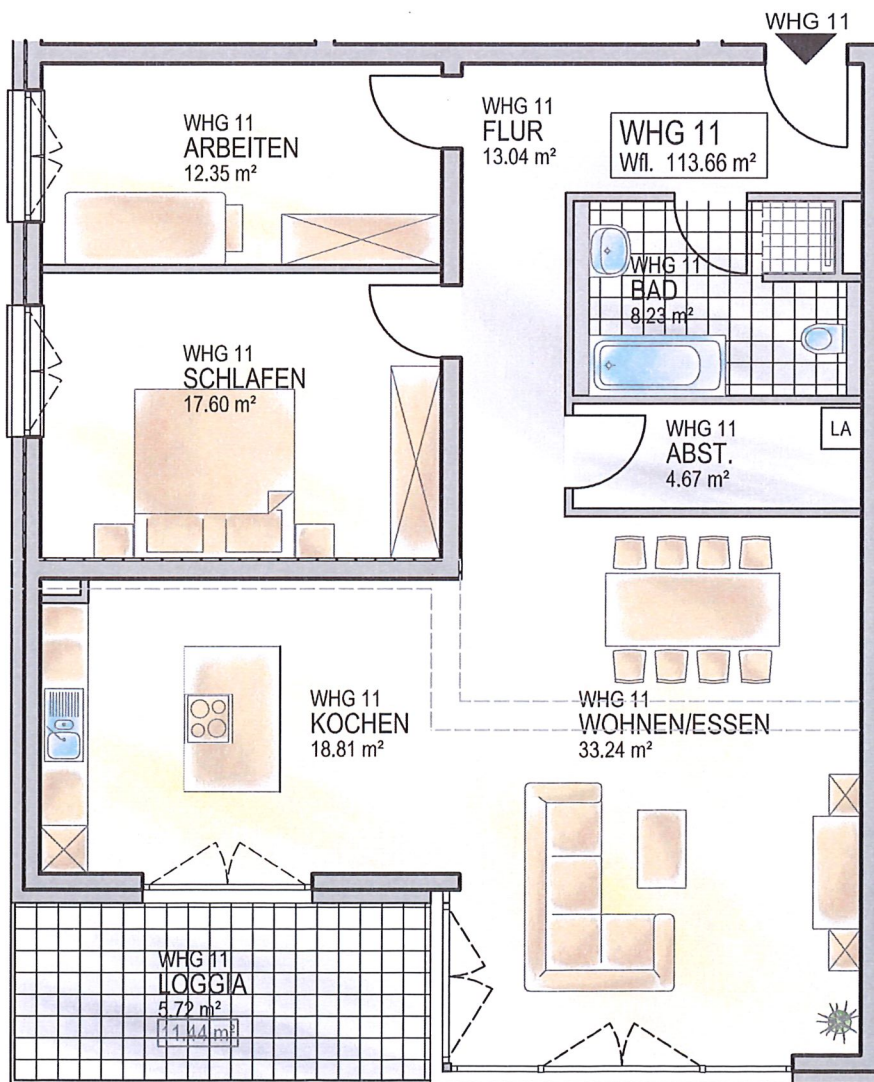 WHG 11
WHG 11
ARBEITEN
12.35 m²
WHG 11
FLUR
13.04 m²
WHG 11
Wfl. 113.66 m²
WHG 11
BAD
8.23 m²
WHG 11
SCHLAFEN
17.60 m²
WHG 11
ABST.
4.67 m²
LA
WHG 11
KOCHEN
18.81 m²
WHG 11
WOHNEN/ESSEN
33.24 m²
WHG 11
LOGGIA
5.72 m²
11.44 m²